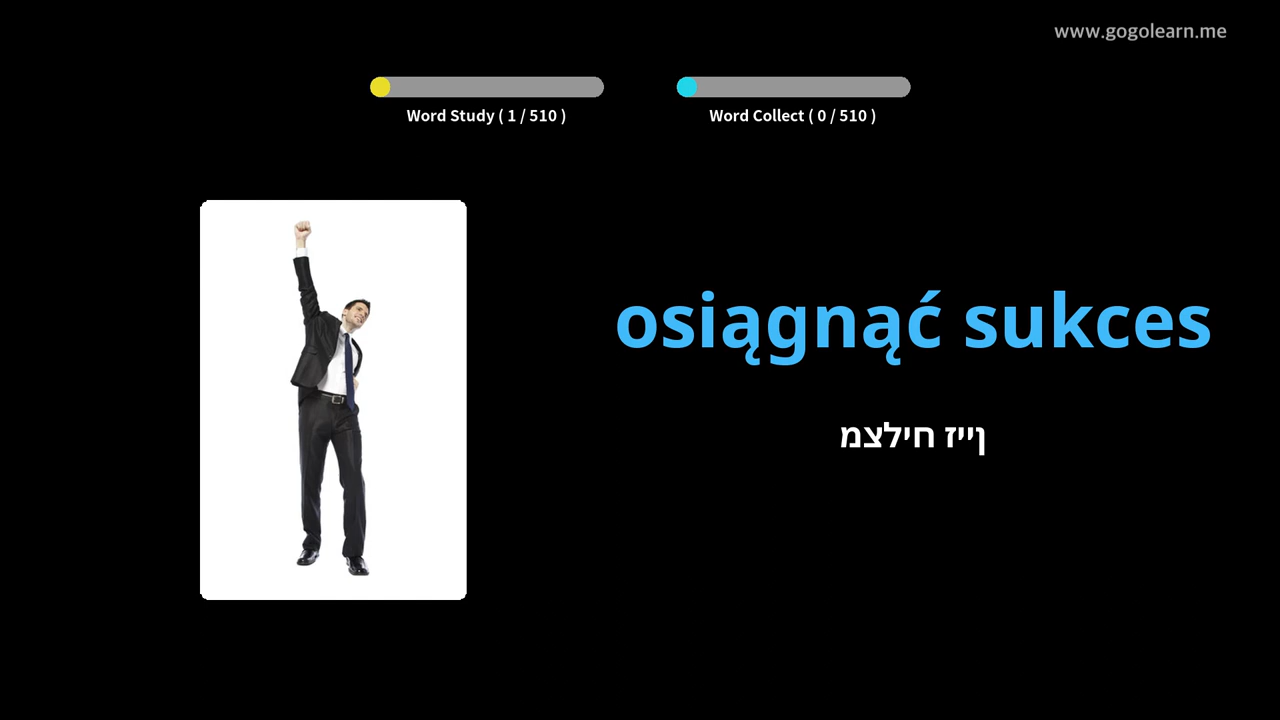 www.gogolearn.me
Word Study ( 1 / 510 )
Word Collect ( 0 / 510 )
osiągnąć sukces
ןייז חילצמ